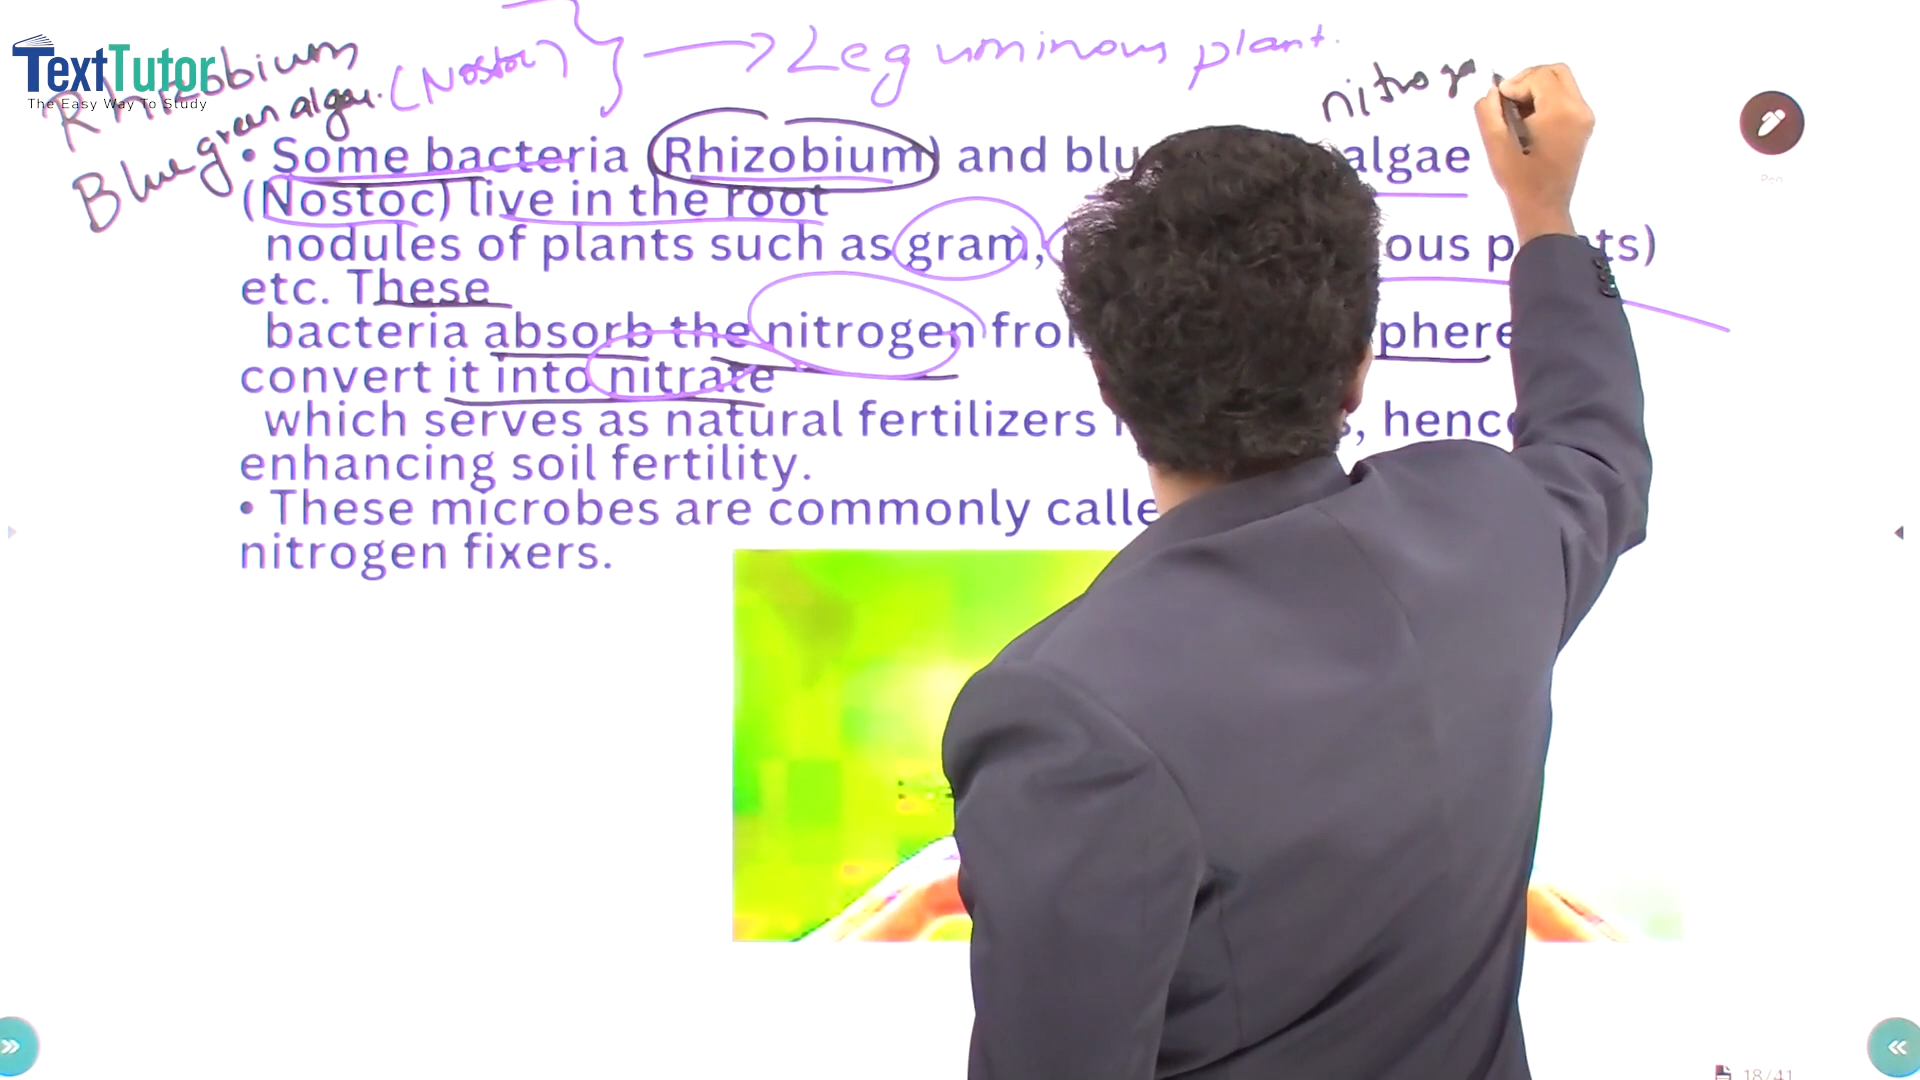 TextTutor
The Easy Way To Study
Rhizobium
Blue green algae. (Nostoc) } → Leguminous plant.
nitroge
• Some bacteria (Rhizobium) and blu algae
(Nostoc) live in the root
nodules of plants such as gram, ous p ts)
etc. These
bacteria absorb the nitrogen fro sphere
convert it into nitrate
which serves as natural fertilizers s, hence
enhancing soil fertility.
• These microbes are commonly calle
nitrogen fixers.
Pen
18/41